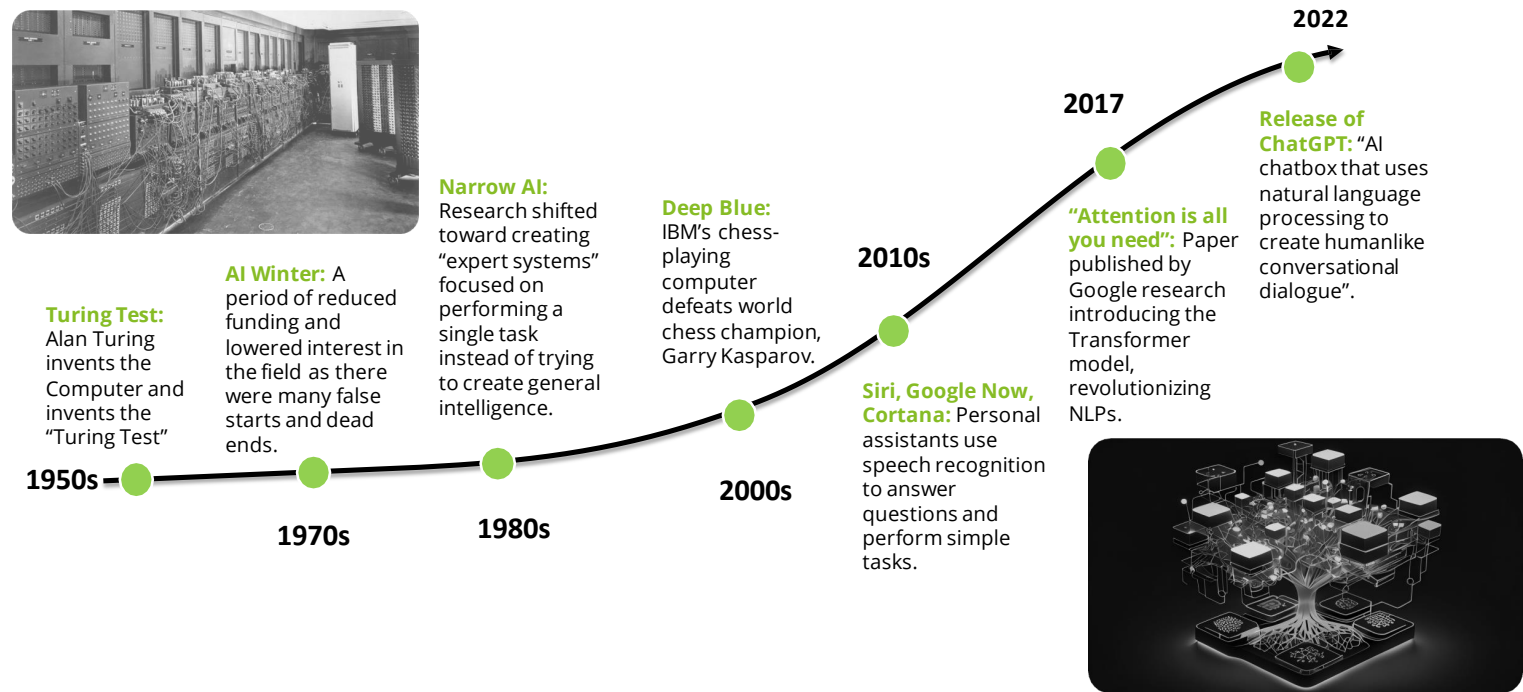 1950s
Turing Test:
Alan Turing
invents the
Computer and
invents the
“Turing Test”
1970s
AI Winter: A
period of reduced
funding and
lowered interest in
the field as there
were many false
starts and dead
ends.
1980s
Narrow AI:
Research shifted
toward creating
“expert systems”
focused on
performing a
single task
instead of trying
to create general
intelligence.
2000s
Deep Blue:
IBM’s chess-
playing
computer
defeats world
chess champion,
Garry Kasparov.
2010s
Siri, Google Now,
Cortana: Personal
assistants use
speech recognition
to answer
questions and
perform simple
tasks.
2017
“Attention is all
you need”: Paper
published by
Google research
introducing the
Transformer
model,
revolutionizing
NLPs.
2022
Release of
ChatGPT: “AI
chatbox that uses
natural language
processing to
create humanlike
conversational
dialogue”.